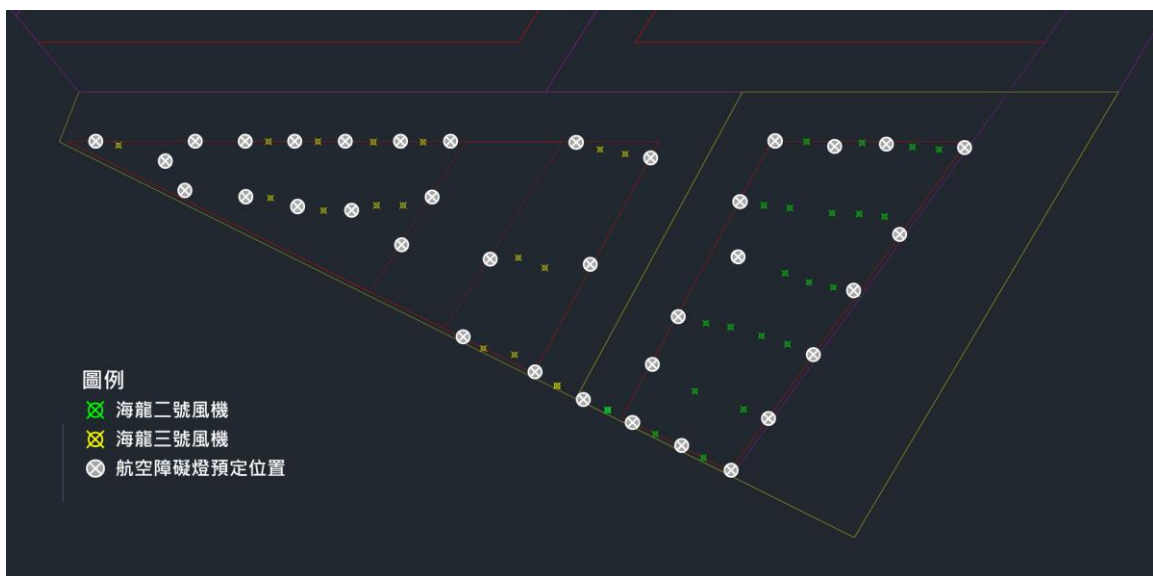 圖例
海龍二號風機
海龍三號風機
航空障礙燈預定位置